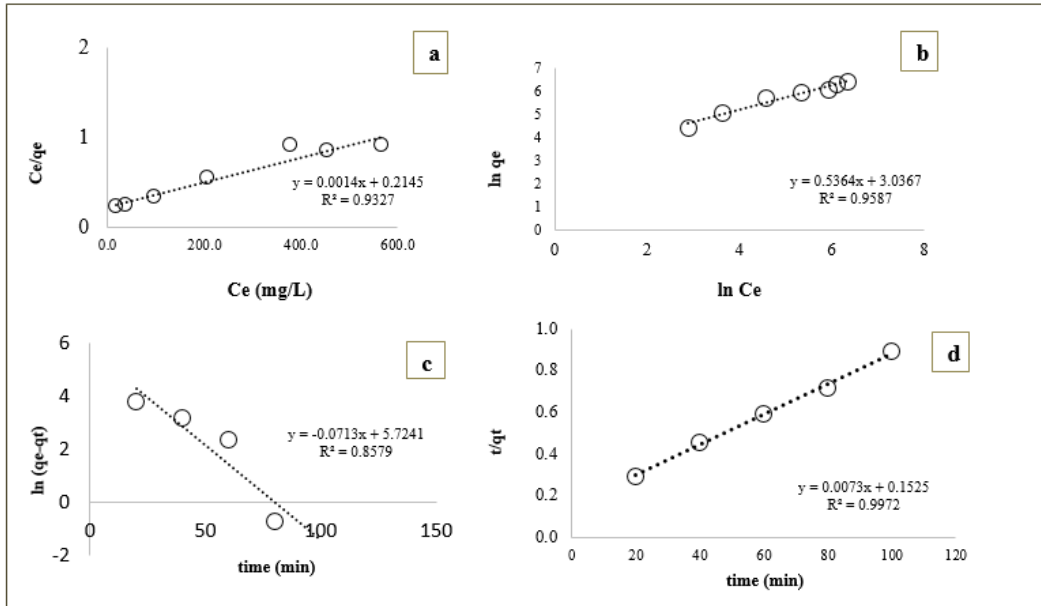 a
2
1
0
Ce/qe
y = 0.0014x + 0.2145
R² = 0.9327
0.0 200.0 400.0 600.0
Ce (mg/L)
b
7
6
5
4
3
2
1
0
ln qe
y = 0.5364x + 3.0367
R² = 0.9587
0 2 4 6 8
ln Ce
c
6
4
2
0
-2
ln (qe-qt)
y = -0.0713x + 5.7241
R² = 0.8579
0 50 100 150
time (min)
d
1.0
0.8
0.6
0.4
0.2
0.0
t/qt
y = 0.0073x + 0.1525
R² = 0.9972
0 20 40 60 80 100 120
time (min)